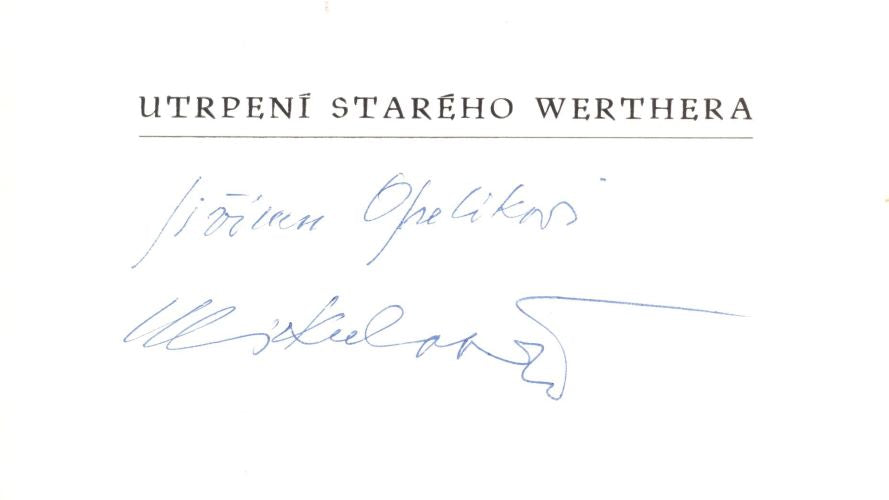 UTRPENÍ STARÉHO WERTHERA
Jiřímu Opelíkovi